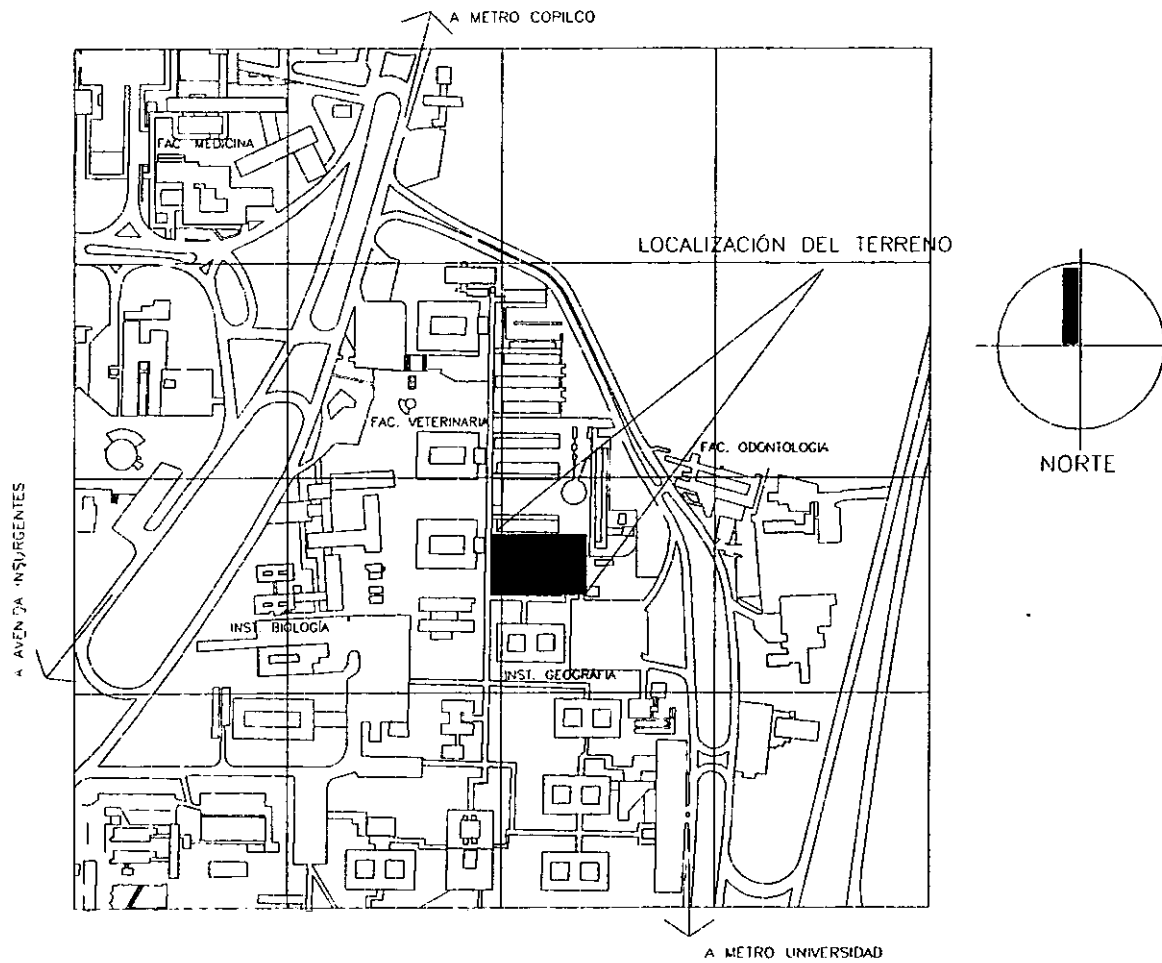 A METRO COPILCO
FAC. MEDICINA
LOCALIZACIÓN DEL TERRENO
FAC. VETERINARIA
FAC. ODONTOLOGIA
NORTE
A AVENIDA INSURGENTES
INST. BIOLOGÍA
INST. GEOGRAFIA
A METRO UNIVERSIDAD